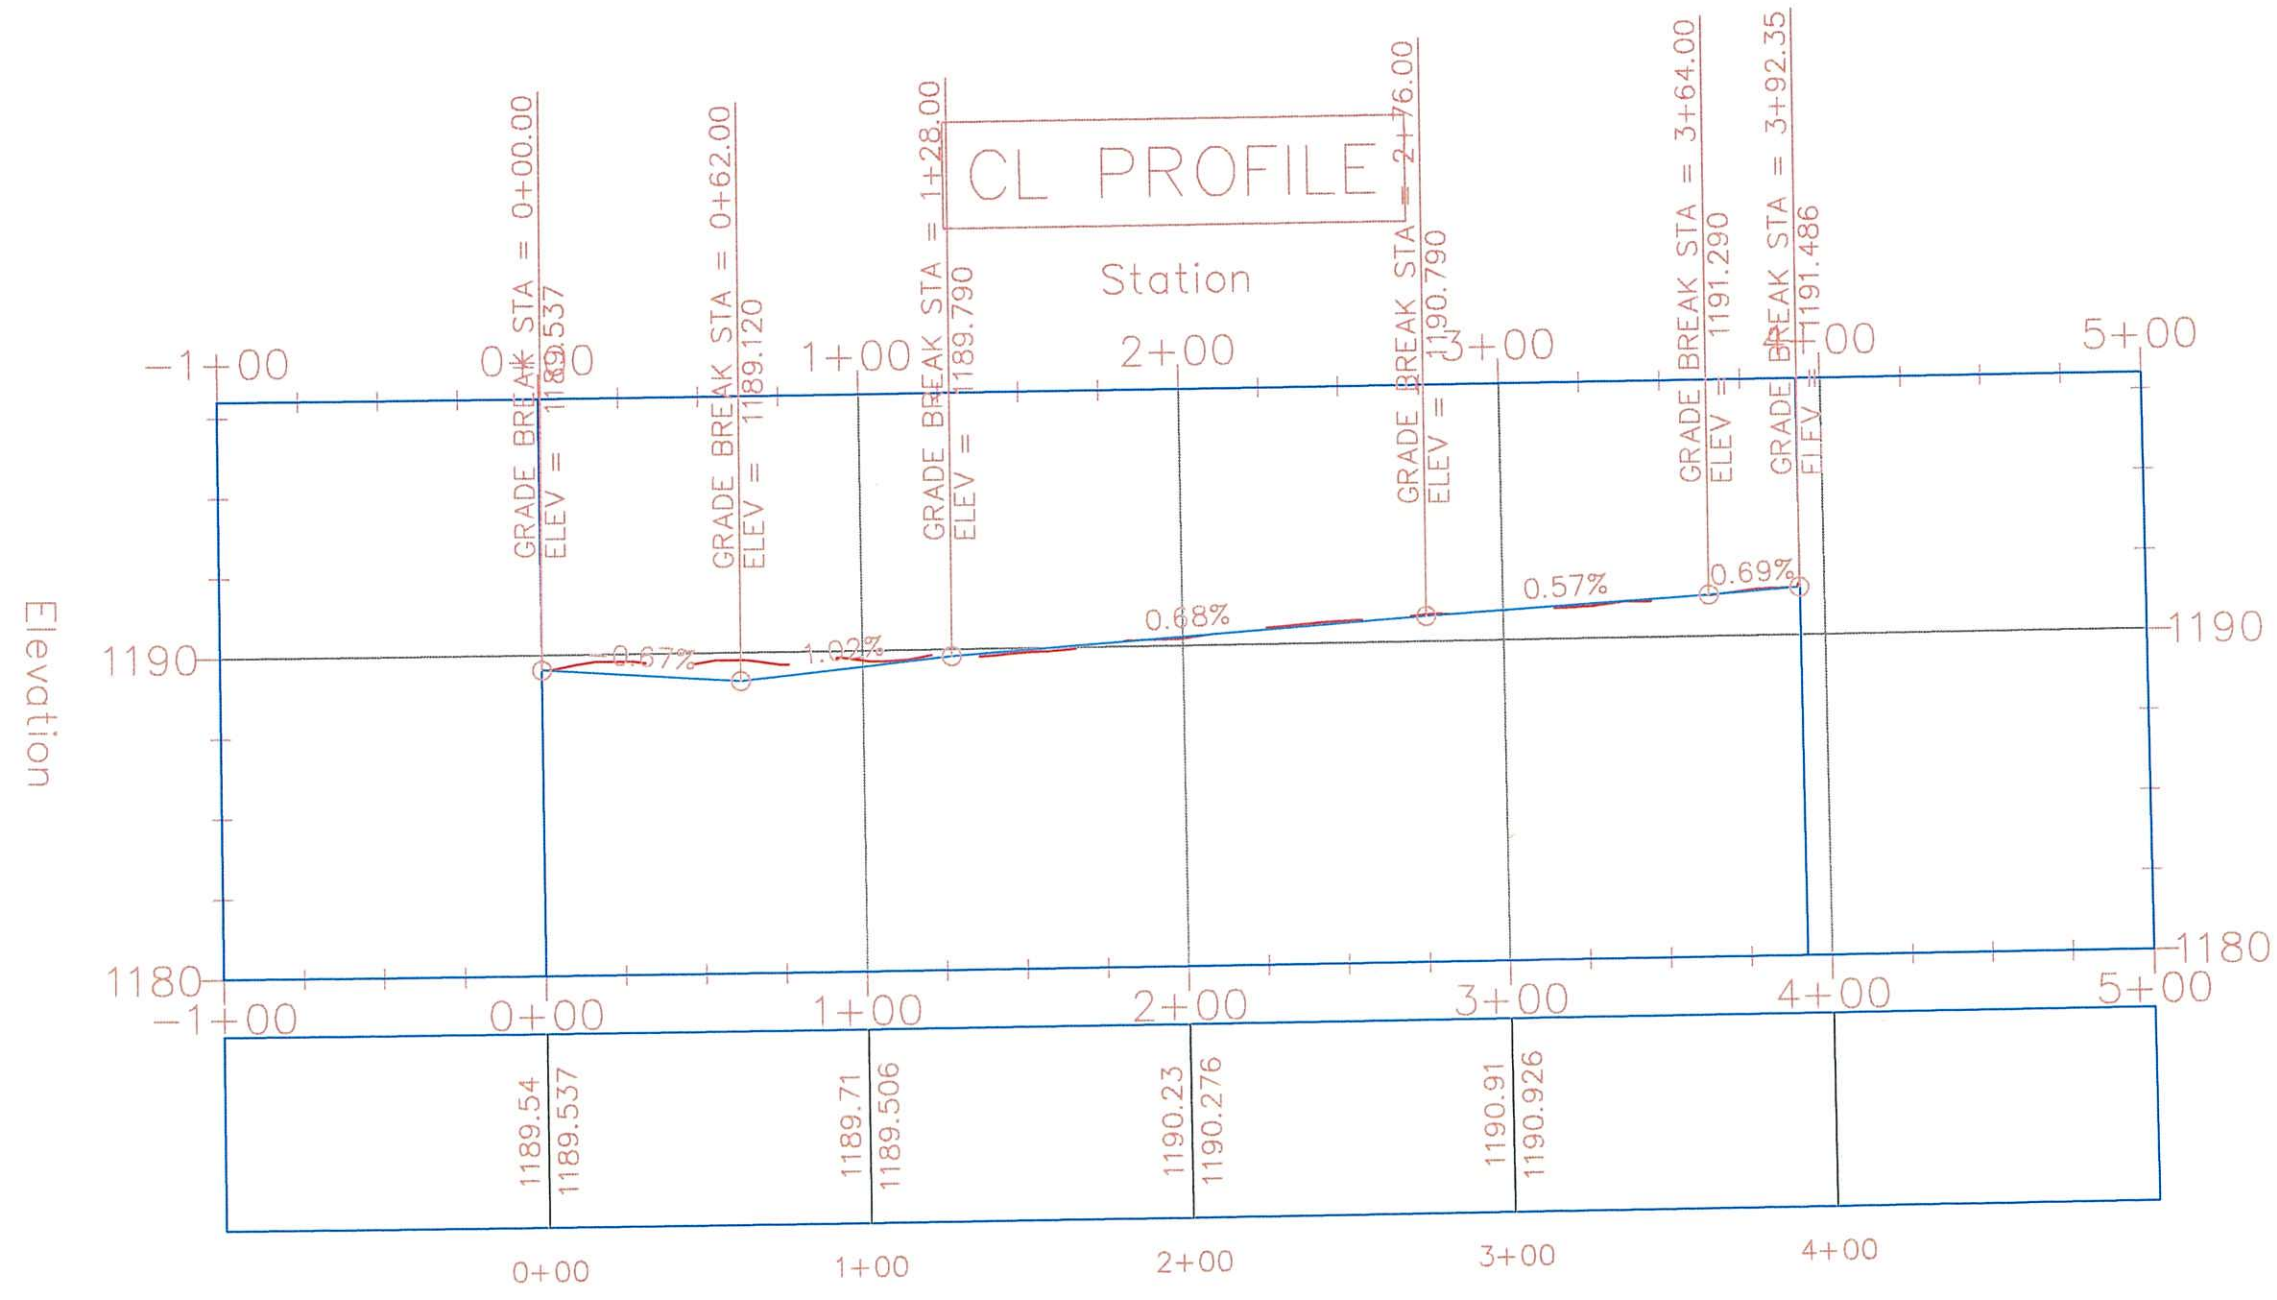 GRADE BREAK STA = 0+00.00
ELEV = 1189.537
GRADE BREAK STA = 0+62.00
ELEV = 1189.120
GRADE BREAK STA = 1+28.00
ELEV = 1189.790
GRADE BREAK STA = 2+76.00
ELEV = 1190.790
GRADE BREAK STA = 3+64.00
ELEV = 1191.290
GRADE BREAK STA = 3+92.35
ELEV = 1191.486
CL PROFILE
Station
-1+00 0+00 1+00 2+00 3+00 4+00 5+00
Elevation
1190 1190
-0.67% 1.02% 0.68% 0.57% 0.69%
1180 1180
-1+00 0+00 1+00 2+00 3+00 4+00 5+00
1189.54
1189.537
1189.71
1189.506
1190.23
1190.276
1190.91
1190.926
0+00 1+00 2+00 3+00 4+00